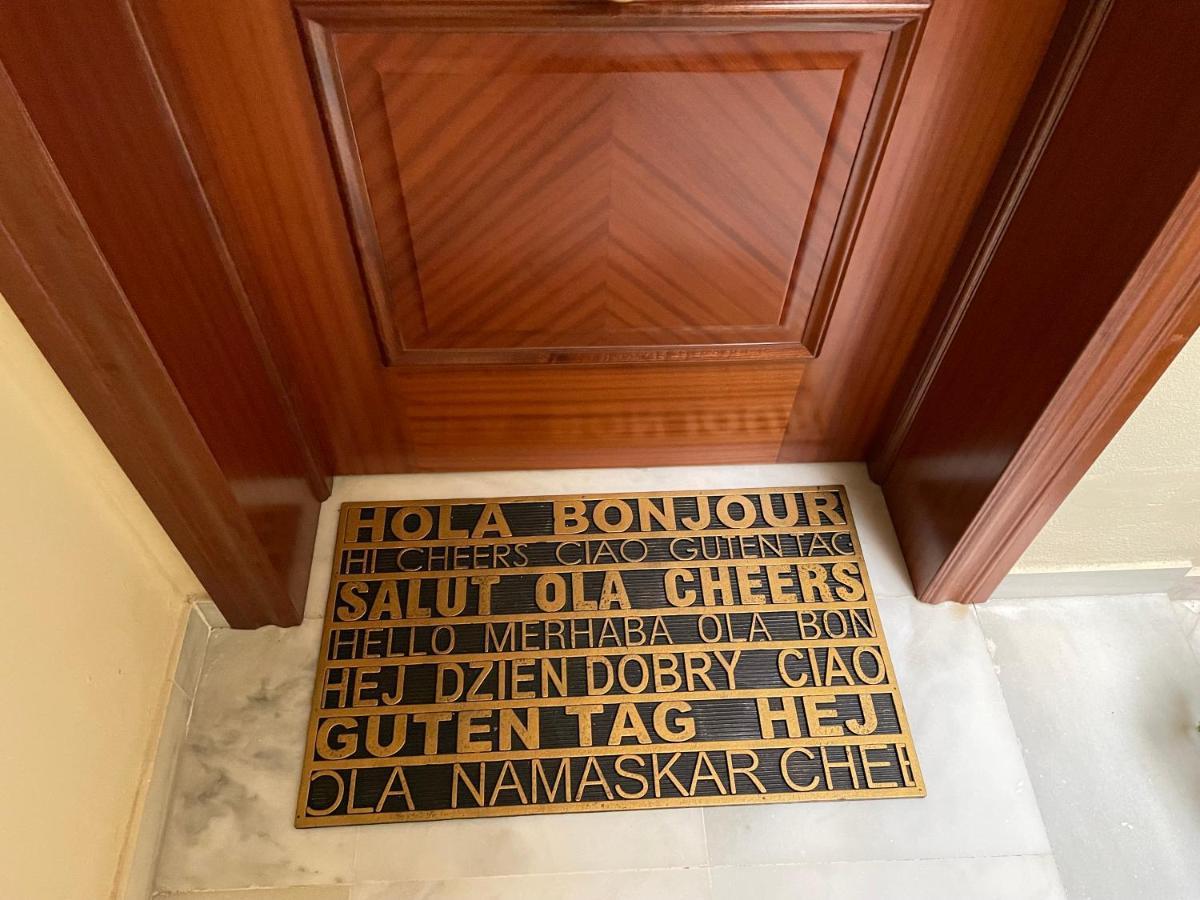 HOLA BONJOUR
HI CHEERS CIAO GUTEN TAG
SALUT OLA CHEERS
HELLO MERHABA OLA BON
HEJ DZIEN DOBRY CIAO
GUTEN TAG HEJ
OLA NAMASKAR CHEE